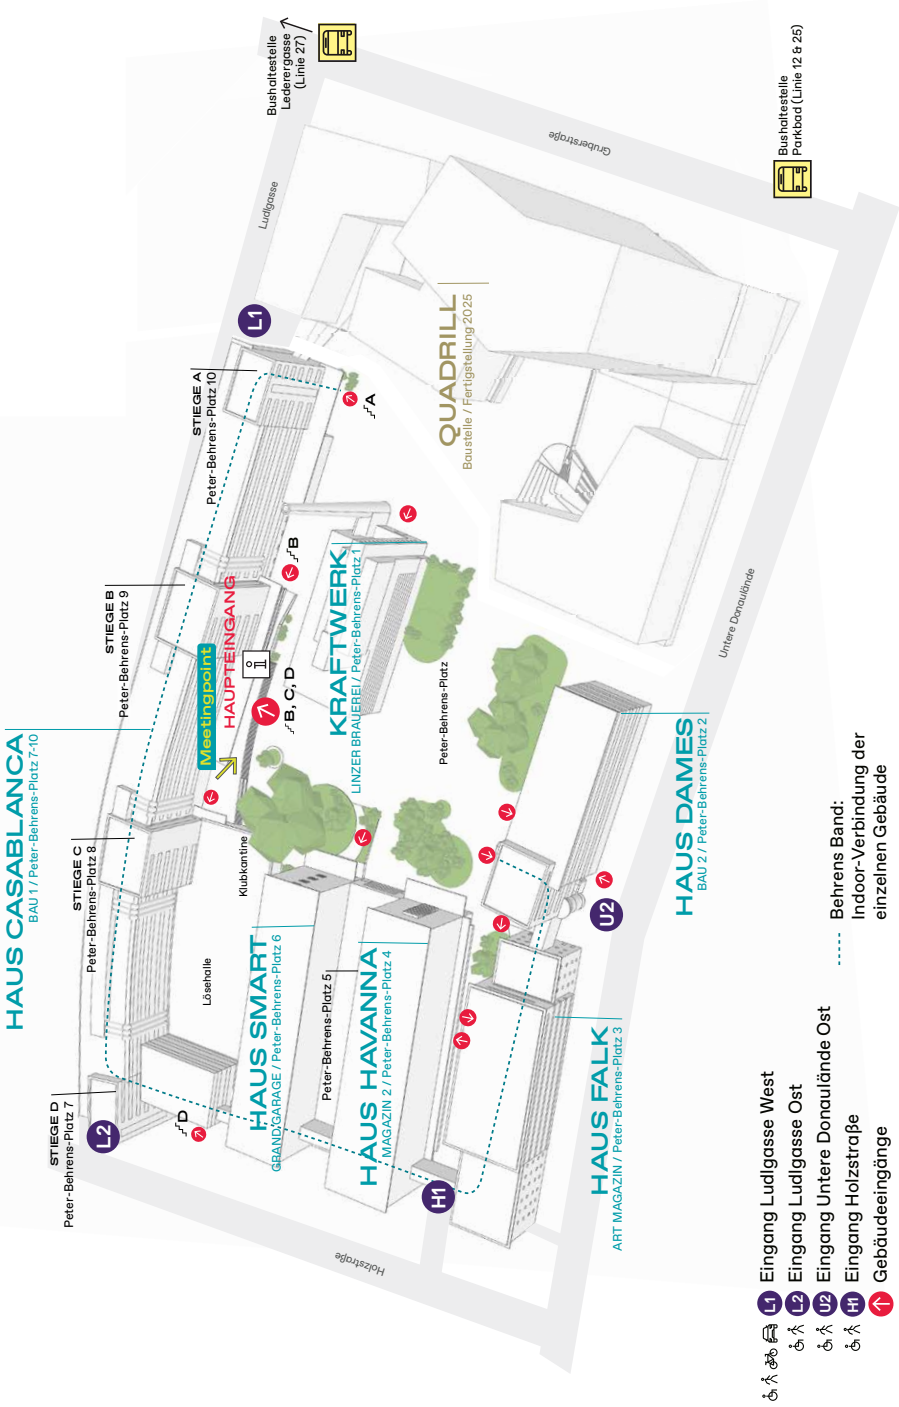 Bushaltestelle
Lederergasse
(Linie 27)
Bushaltestelle
Parkbad (Linie 12 & 25)
Gruberstraße
Ludlgasse
L1
STIEGE A
Peter-Behrens-Platz 10
A
QUADRILL
Baustelle / Fertigstellung 2025
STIEGE B
Peter-Behrens-Platz 9
B
Meetingpoint
HAUPTEINGANG
i
B, C, D
KRAFTWERK
LINZER BRAUEREI / Peter-Behrens-Platz 1
Peter-Behrens-Platz
Untere Donaulände
HAUS CASABLANCA
BAU 1 / Peter-Behrens-Platz 7-10
STIEGE C
Peter-Behrens-Platz 8
Klubkantine
Lösehalle
HAUS DAMES
BAU 2 / Peter-Behrens-Platz 2
U2
HAUS SMART
GRAND GARAGE / Peter-Behrens-Platz 6
Peter-Behrens-Platz 5
HAUS HAVANNA
MAGAZIN 2 / Peter-Behrens-Platz 4
HAUS FALK
ART MAGAZIN / Peter-Behrens-Platz 3
STIEGE D
Peter-Behrens-Platz 7
L2
D
H1
Holzstraße
L1 Eingang Ludlgasse West
L2 Eingang Ludlgasse Ost
U2 Eingang Untere Donaulände Ost
H1 Eingang Holzstraße
Gebäudeeingänge
Behrens Band:
Indoor-Verbindung der
einzelnen Gebäude